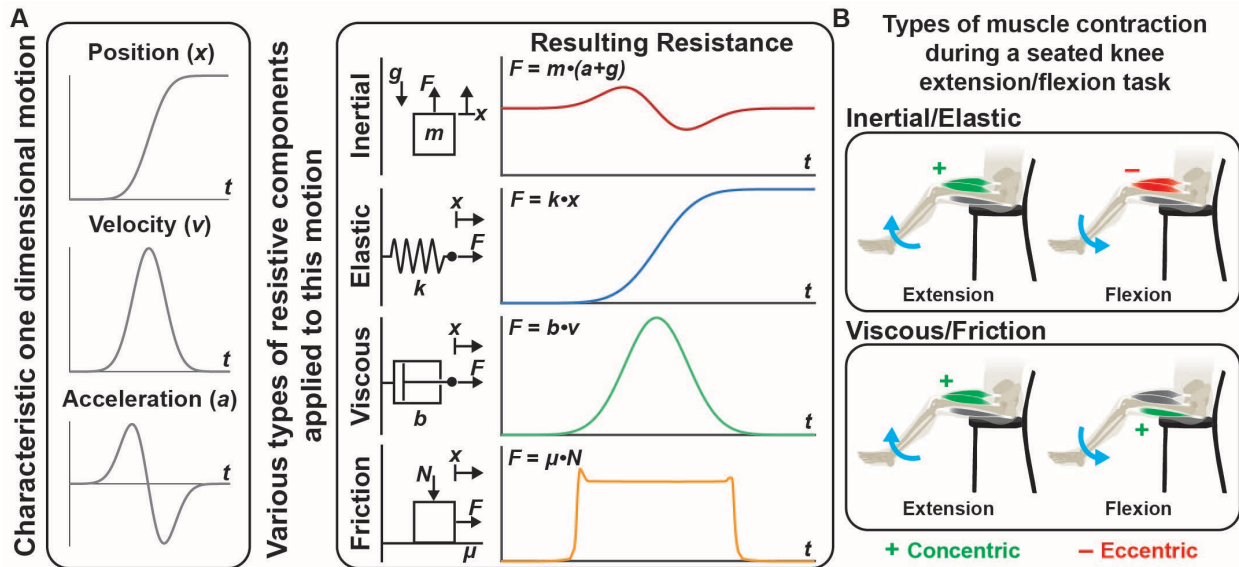 A
Characteristic one dimensional motion
Position (x)
t
Velocity (v)
t
Acceleration (a)
t
Various types of resistive components
applied to this motion
Resulting Resistance
Inertial
g
F
x
m
F = m•(a+g)
t
Elastic
x
F
k
F = k•x
t
Viscous
x
F
b
F = b•v
t
Friction
x
N
F
μ
F = μ•N
t
B
Types of muscle contraction
during a seated knee
extension/flexion task
Inertial/Elastic
+
−
Extension
Flexion
Viscous/Friction
+
+
Extension
Flexion
+ Concentric
− Eccentric